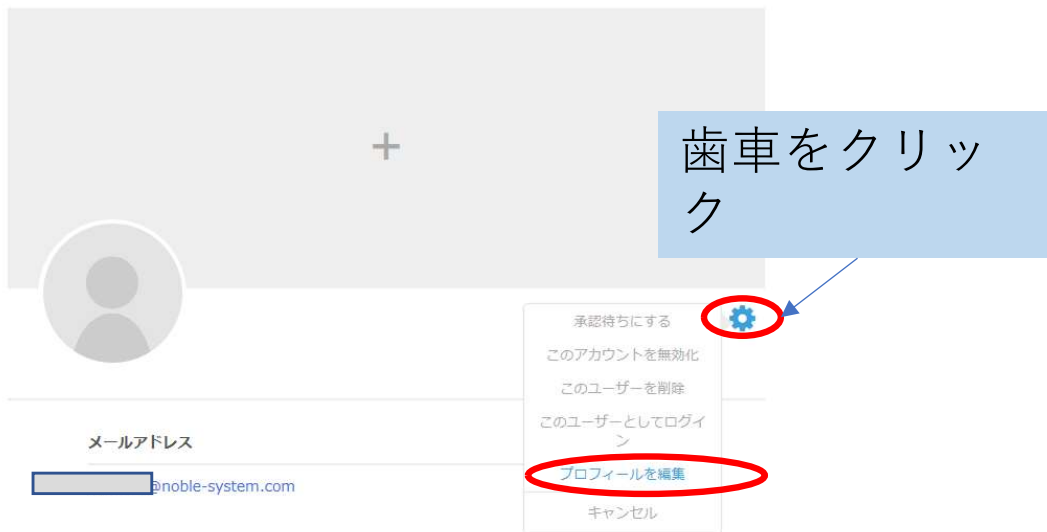 歯車をクリッ
ク
承認待ちにする
このアカウントを無効化
このユーザーを削除
このユーザーとしてログイ
ン
メールアドレス
プロフィールを編集
@noble-system.com
キャンセル